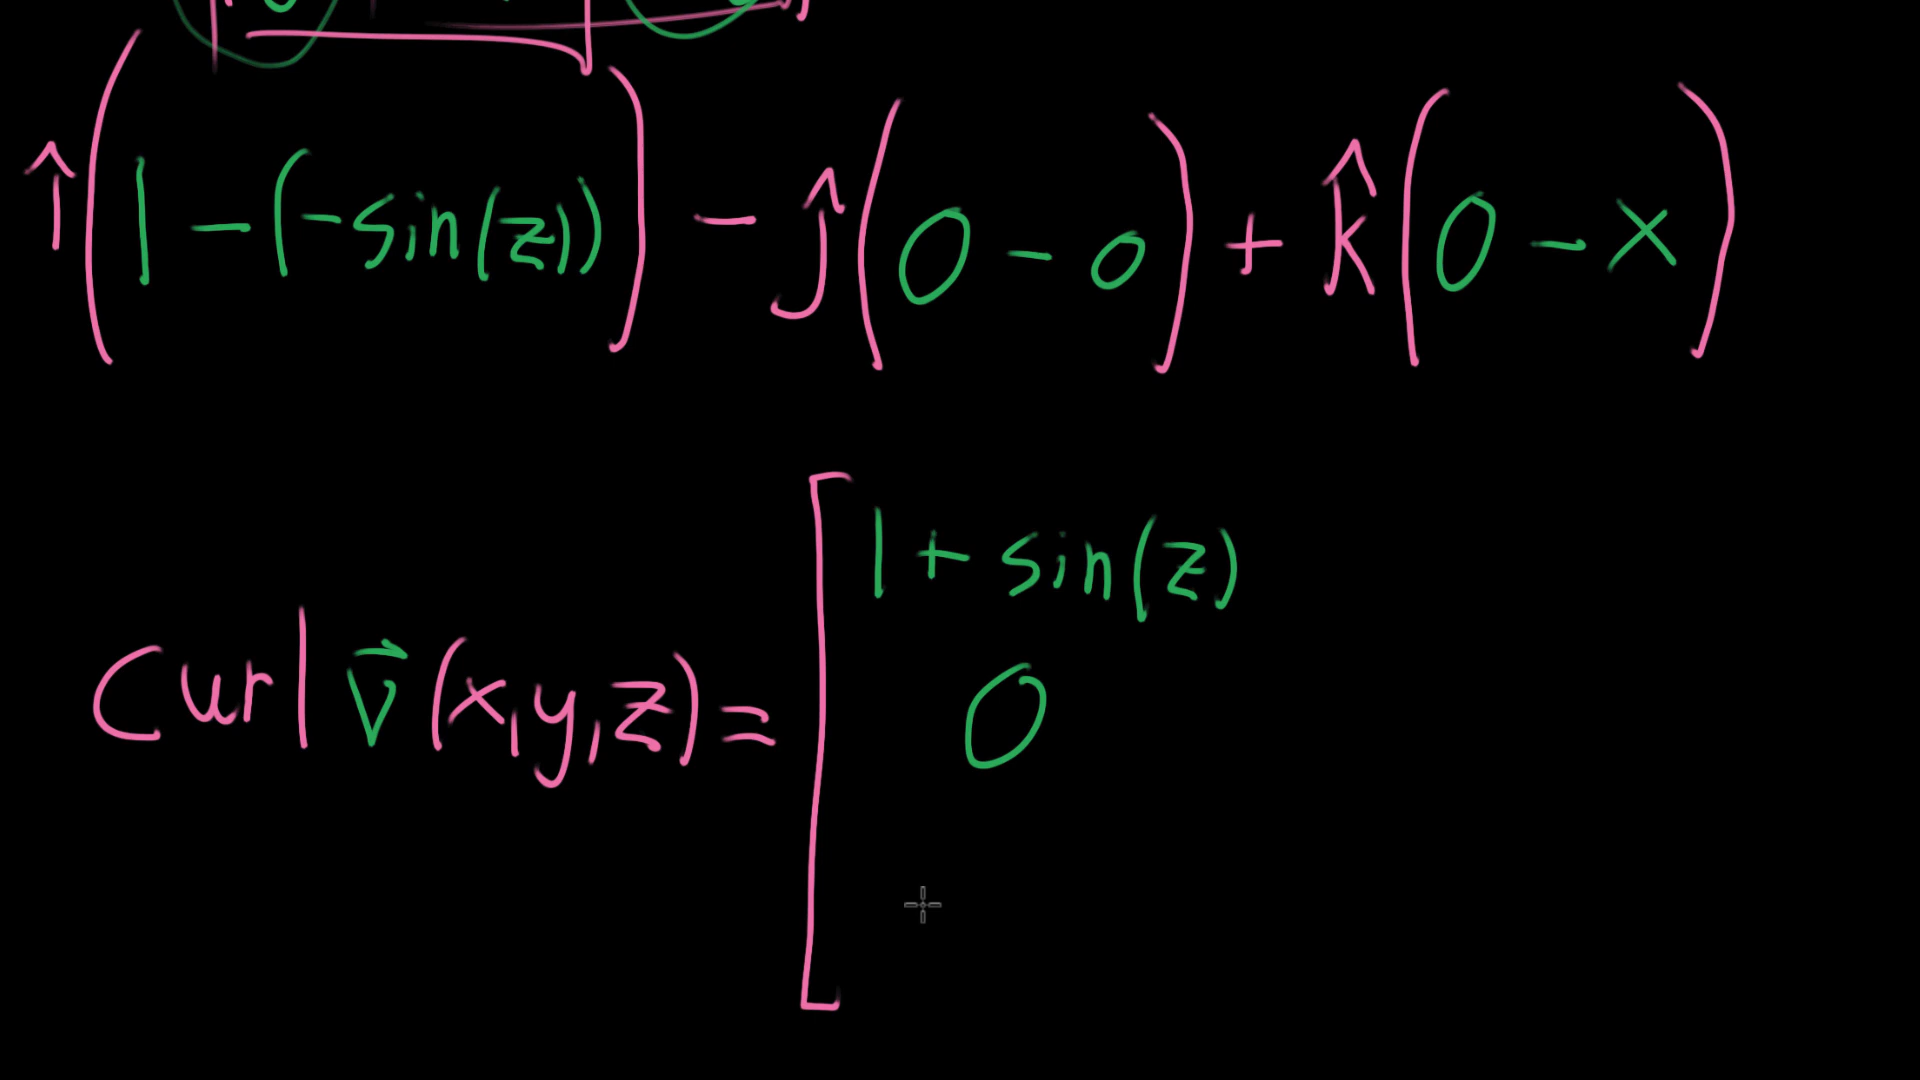 î(1 - (-sin(z))) - ĵ(0 - 0) + k̂(0 - x)
Curl v⃗(x,y,z) = [1 + sin(z)
0